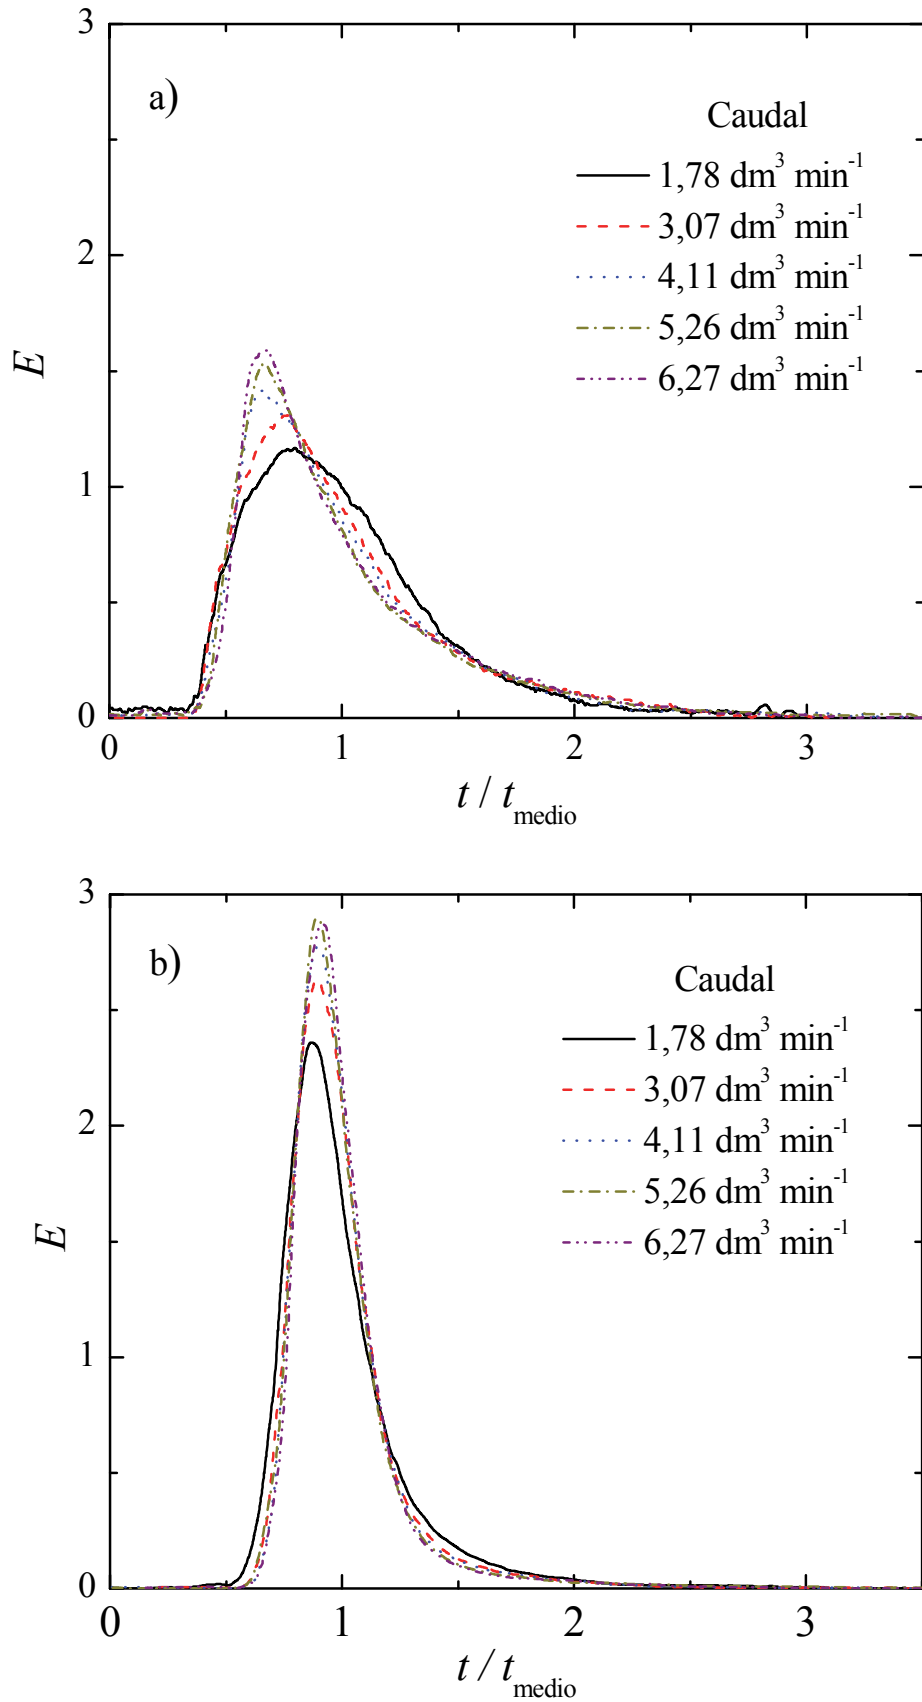 3
a)
Caudal
1,78 dm³ min⁻¹
3,07 dm³ min⁻¹
2
4,11 dm³ min⁻¹
5,26 dm³ min⁻¹
E
6,27 dm³ min⁻¹
1
0
0 1 2 3
t / t_medio
3
b)
Caudal
1,78 dm³ min⁻¹
3,07 dm³ min⁻¹
2
4,11 dm³ min⁻¹
5,26 dm³ min⁻¹
E
6,27 dm³ min⁻¹
1
0
0 1 2 3
t / t_medio